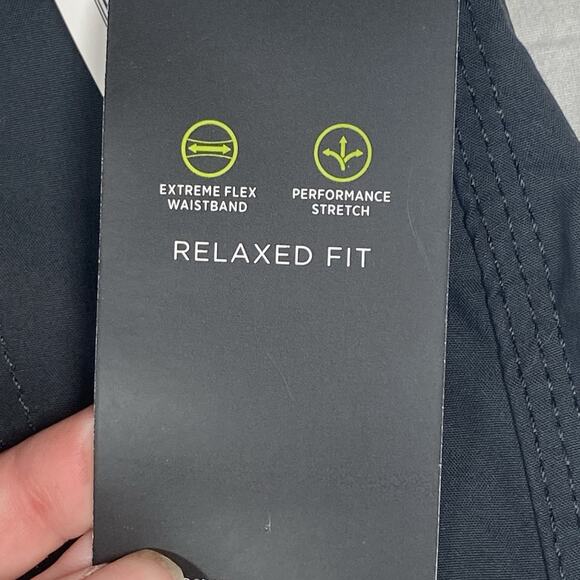 EXTREME FLEX
WAISTBAND
PERFORMANCE
STRETCH
RELAXED FIT